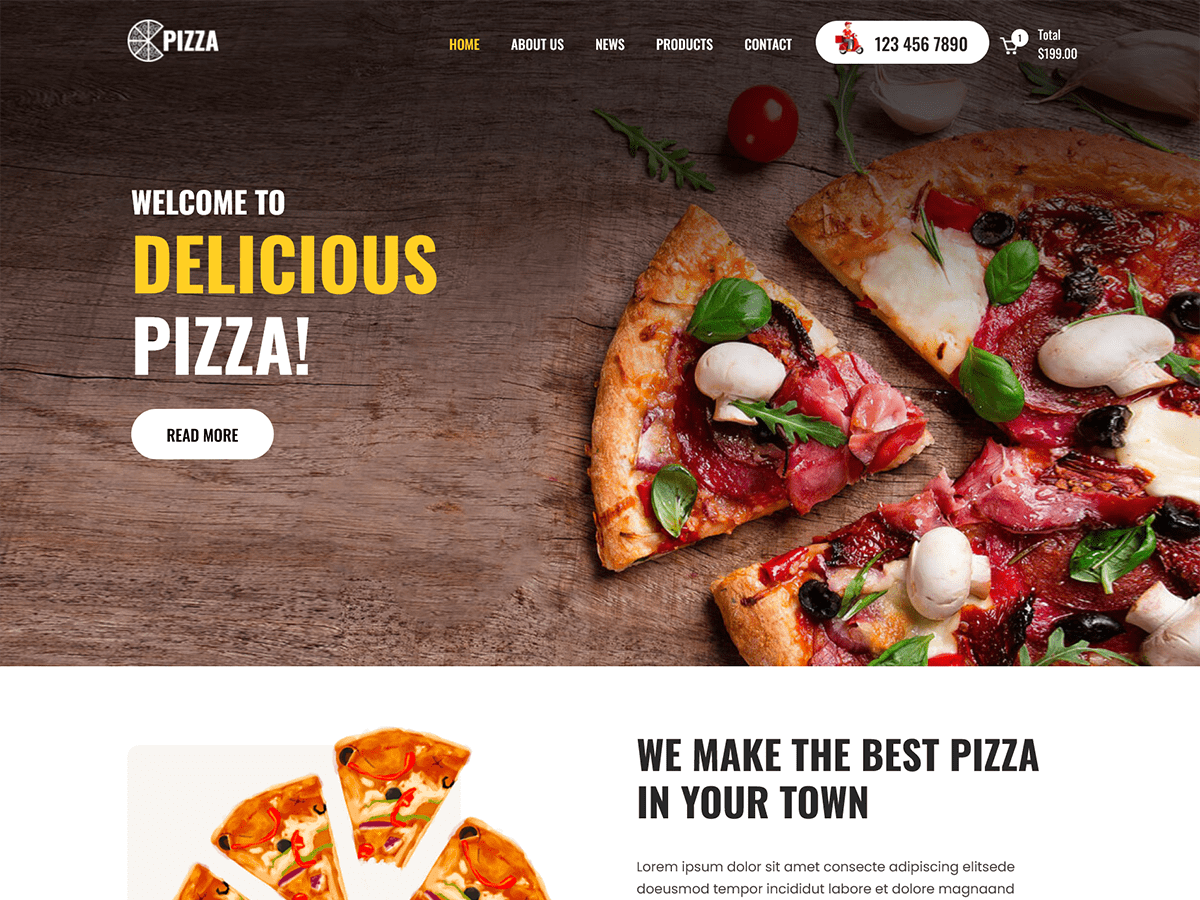 PIZZA
HOME
ABOUT US
NEWS
PRODUCTS
CONTACT
123 456 7890
1
Total
$199.00
WELCOME TO
DELICIOUS
PIZZA!
READ MORE
WE MAKE THE BEST PIZZA
IN YOUR TOWN
Lorem ipsum dolor sit amet consecte adipiscing elitsede
doeusmod tempor incididut labore et dolore magnaand